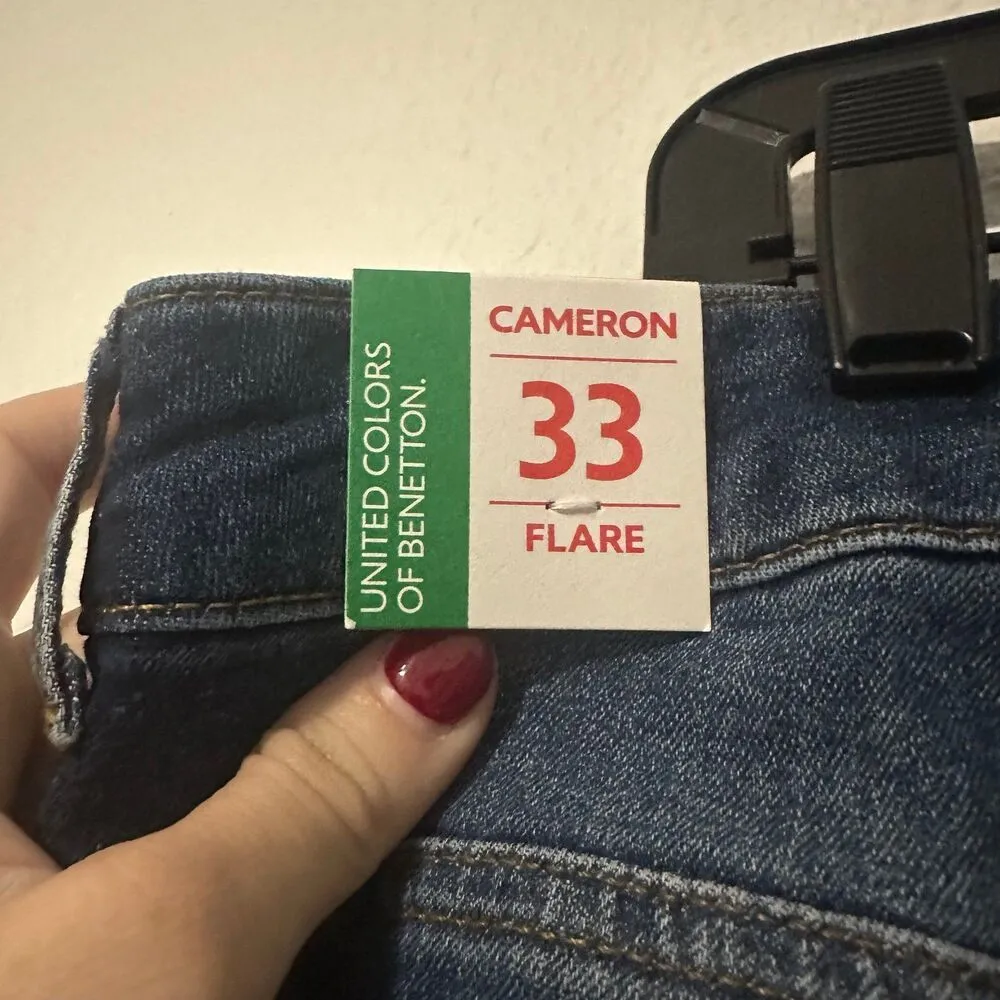 UNITED COLORS
OF BENETTON.
CAMERON
33
FLARE